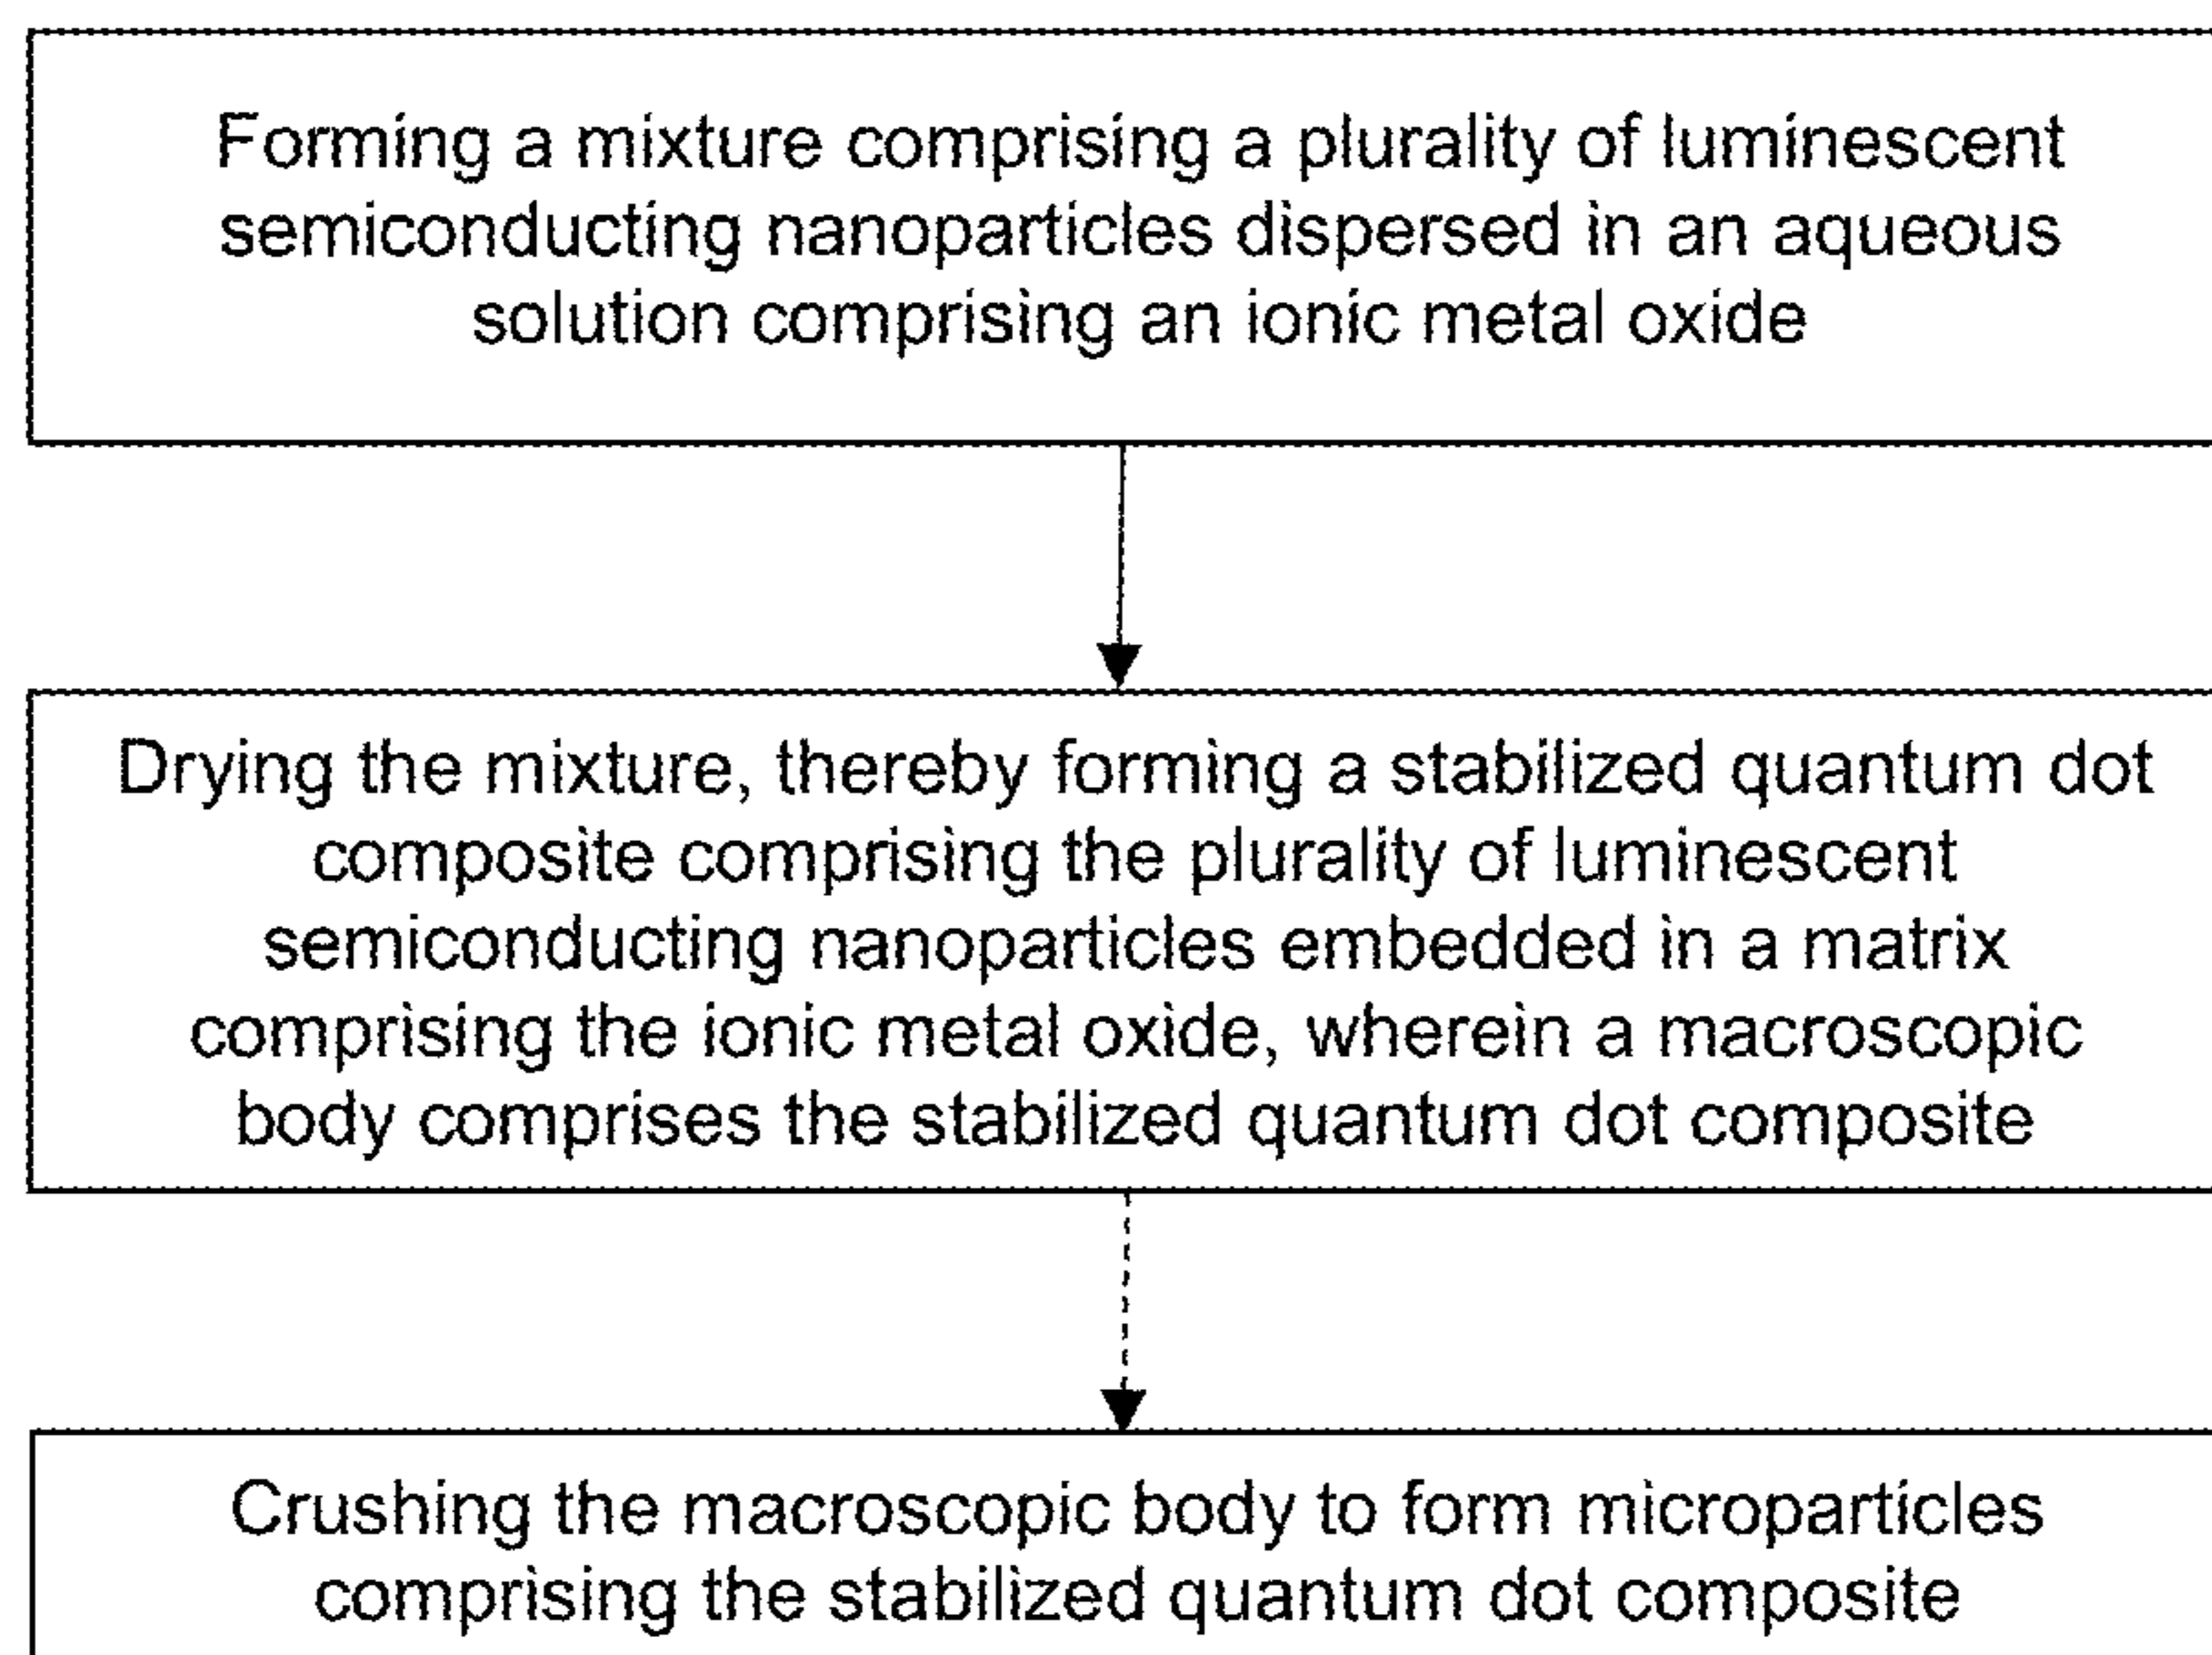 Forming a mixture comprising a plurality of luminescent
semiconducting nanoparticles dispersed in an aqueous
solution comprising an ionic metal oxide
Drying the mixture, thereby forming a stabilized quantum dot
composite comprising the plurality of luminescent
semiconducting nanoparticles embedded in a matrix
comprising the ionic metal oxide, wherein a macroscopic
body comprises the stabilized quantum dot composite
Crushing the macroscopic body to form microparticles
comprising the stabilized quantum dot composite